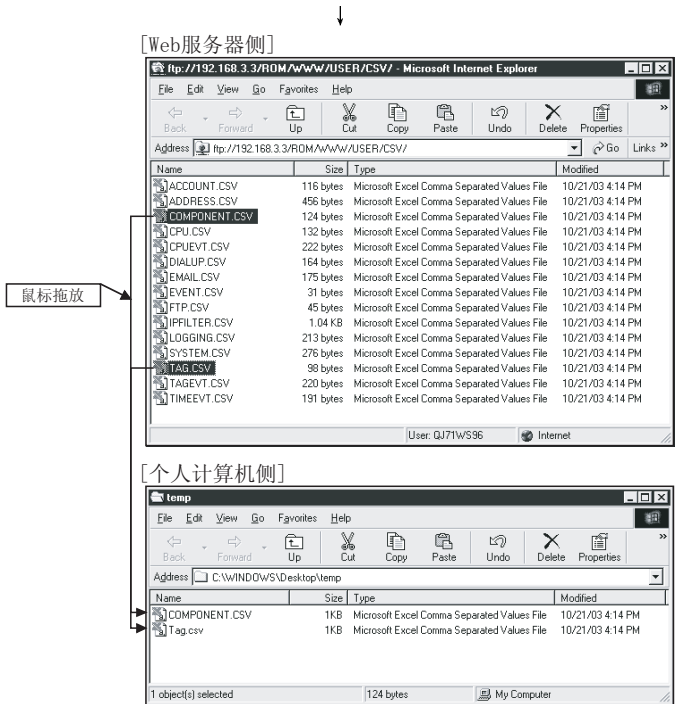 [Web服务器侧]
ftp://192.168.3.3/ROM/WWW/USER/CSV/ - Microsoft Internet Explorer
File Edit View Go Favorites Help
Back Forward Up Cut Copy Paste Undo Delete Properties »
Address ftp://192.168.3.3/ROM/WWW/USER/CSV/ Go Links »
Name Size Type Modified
ACCOUNT.CSV 116 bytes Microsoft Excel Comma Separated Values File 10/21/03 4:14 PM
ADDRESS.CSV 456 bytes Microsoft Excel Comma Separated Values File 10/21/03 4:14 PM
COMPONENT.CSV 124 bytes Microsoft Excel Comma Separated Values File 10/21/03 4:14 PM
CPU.CSV 132 bytes Microsoft Excel Comma Separated Values File 10/21/03 4:14 PM
CPUEVT.CSV 222 bytes Microsoft Excel Comma Separated Values File 10/21/03 4:14 PM
DIALUP.CSV 164 bytes Microsoft Excel Comma Separated Values File 10/21/03 4:14 PM
EMAIL.CSV 175 bytes Microsoft Excel Comma Separated Values File 10/21/03 4:14 PM
EVENT.CSV 31 bytes Microsoft Excel Comma Separated Values File 10/21/03 4:14 PM
FTP.CSV 45 bytes Microsoft Excel Comma Separated Values File 10/21/03 4:14 PM
IPFILTER.CSV 1.04 KB Microsoft Excel Comma Separated Values File 10/21/03 4:14 PM
LOGGING.CSV 213 bytes Microsoft Excel Comma Separated Values File 10/21/03 4:14 PM
SYSTEM.CSV 276 bytes Microsoft Excel Comma Separated Values File 10/21/03 4:14 PM
TAG.CSV 98 bytes Microsoft Excel Comma Separated Values File 10/21/03 4:14 PM
TAGEVT.CSV 220 bytes Microsoft Excel Comma Separated Values File 10/21/03 4:14 PM
TIMEEVT.CSV 191 bytes Microsoft Excel Comma Separated Values File 10/21/03 4:14 PM
User: QJ71WS96 Internet
鼠标拖放
[个人计算机侧]
temp
File Edit View Go Favorites Help
Back Forward Up Cut Copy Paste Undo Delete Properties »
Address C:\WINDOWS\Desktop\temp
Name Size Type Modified
COMPONENT.CSV 1KB Microsoft Excel Comma Separated Values File 10/21/03 4:14 PM
Tag.csv 1KB Microsoft Excel Comma Separated Values File 10/21/03 4:14 PM
1 object(s) selected 124 bytes My Computer